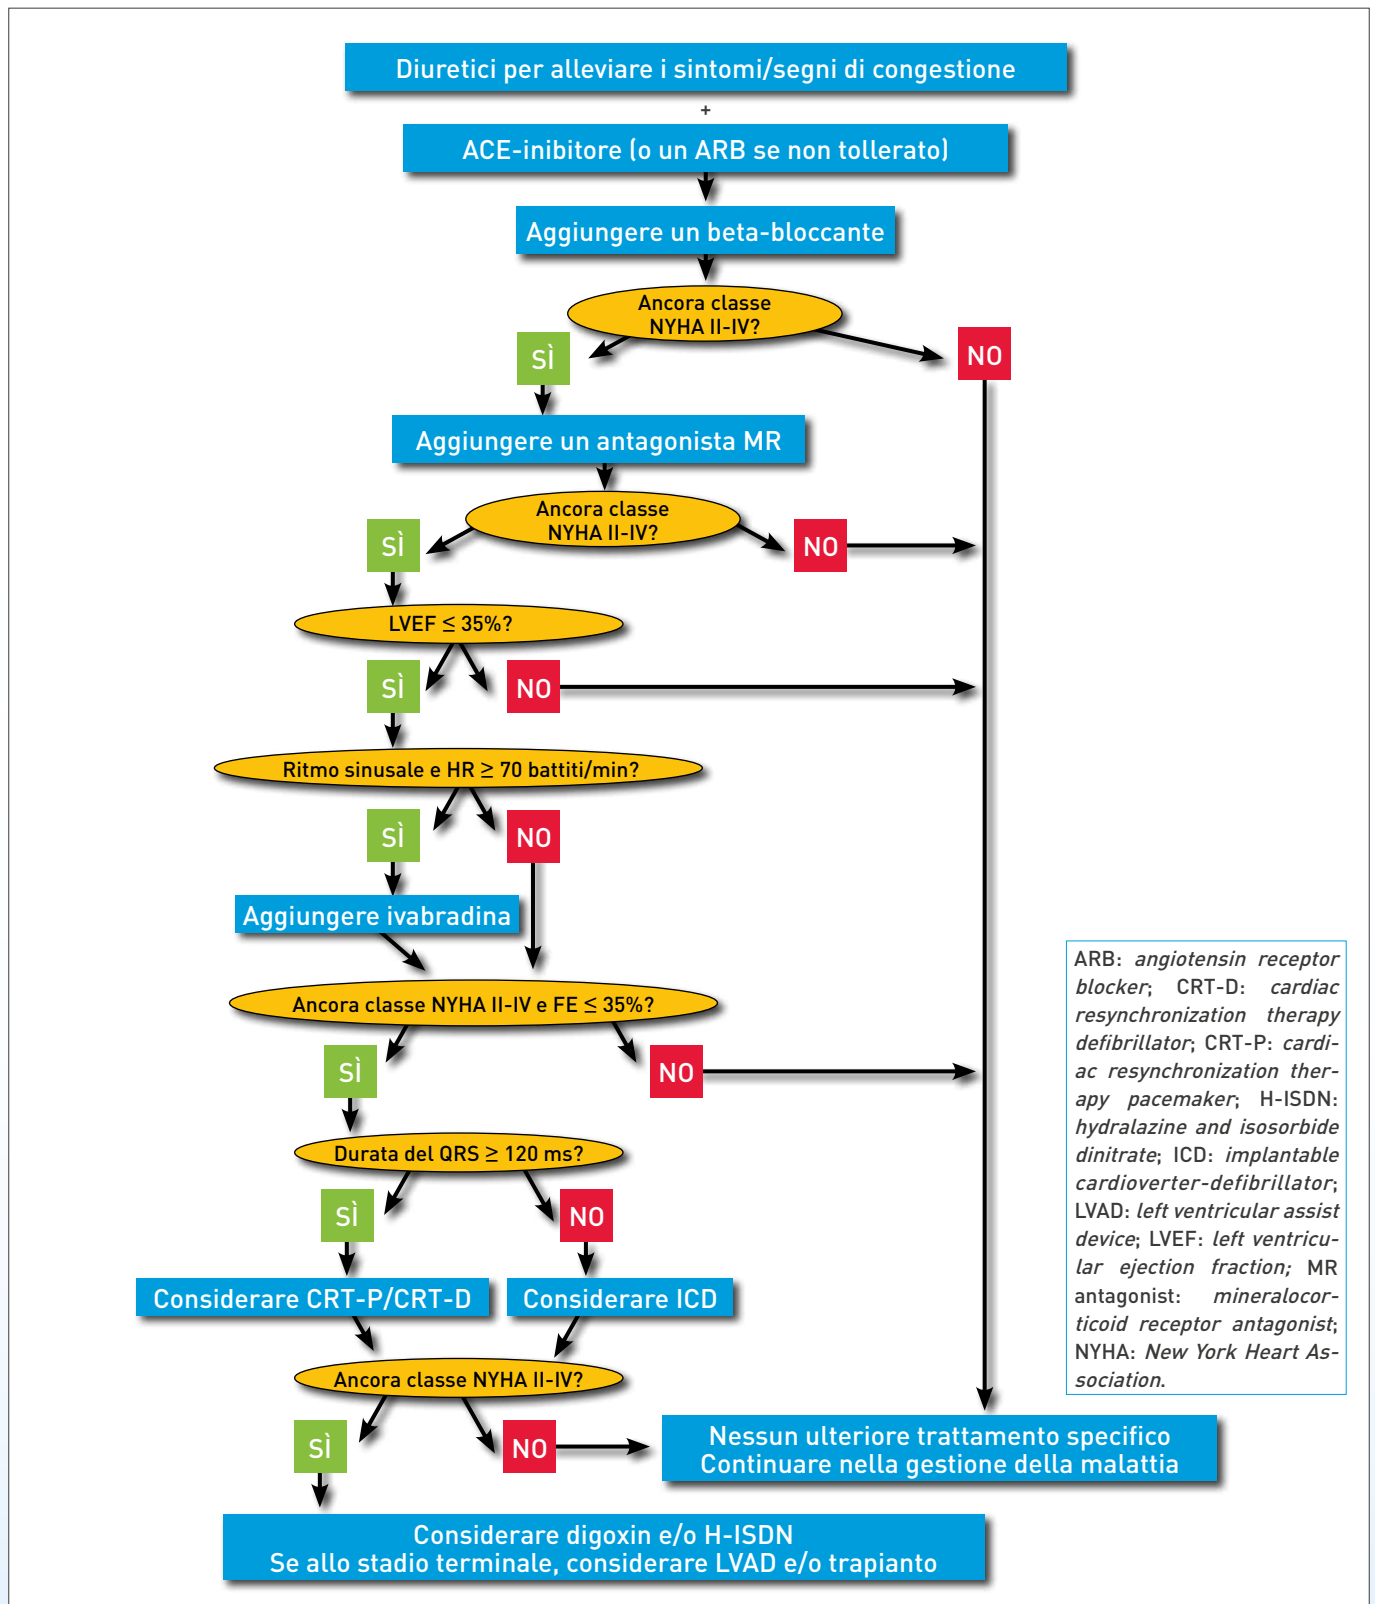 Diuretici per alleviare i sintomi/segni di congestione
+
ACE-inibitore (o un ARB se non tollerato)
Aggiungere un beta-bloccante
Ancora classe
NYHA II-IV?
SÌ
NO
Aggiungere un antagonista MR
Ancora classe
NYHA II-IV?
SÌ
NO
LVEF ≤ 35%?
SÌ
NO
Ritmo sinusale e HR ≥ 70 battiti/min?
SÌ
NO
Aggiungere ivabradina
Ancora classe NYHA II-IV e FE ≤ 35%?
SÌ
NO
Durata del QRS ≥ 120 ms?
SÌ
NO
Considerare CRT-P/CRT-D
Considerare ICD
Ancora classe NYHA II-IV?
SÌ
NO
Nessun ulteriore trattamento specifico
Continuare nella gestione della malattia
Considerare digoxin e/o H-ISDN
Se allo stadio terminale, considerare LVAD e/o trapianto
ARB: angiotensin receptor
blocker; CRT-D: cardiac
resynchronization therapy
defibrillator; CRT-P: cardi-
ac resynchronization ther-
apy pacemaker; H-ISDN:
hydralazine and isosorbide
dinitrate; ICD: implantable
cardioverter-defibrillator;
LVAD: left ventricular assist
device; LVEF: left ventricu-
lar ejection fraction; MR
antagonist: mineralocor-
ticoid receptor antagonist;
NYHA: New York Heart As-
sociation.